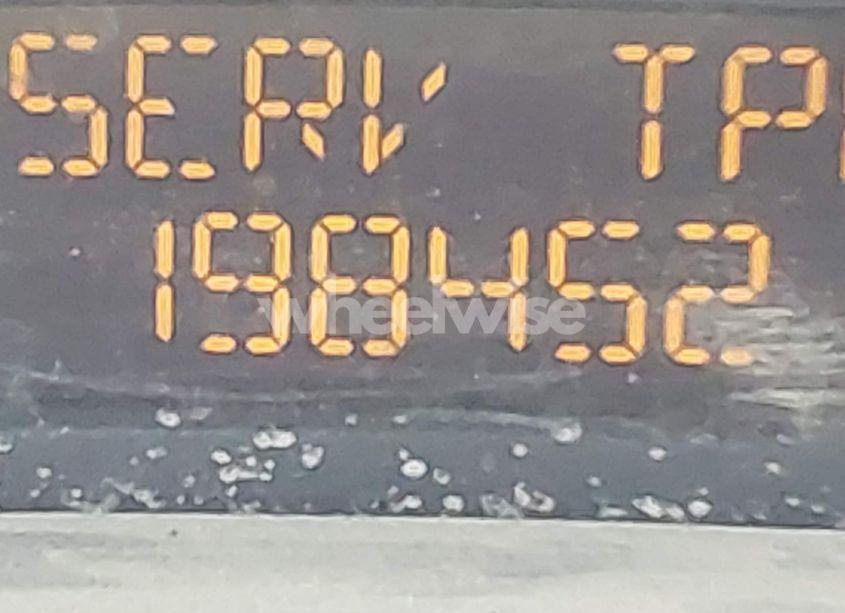 SERV TP
198452
wheelwise